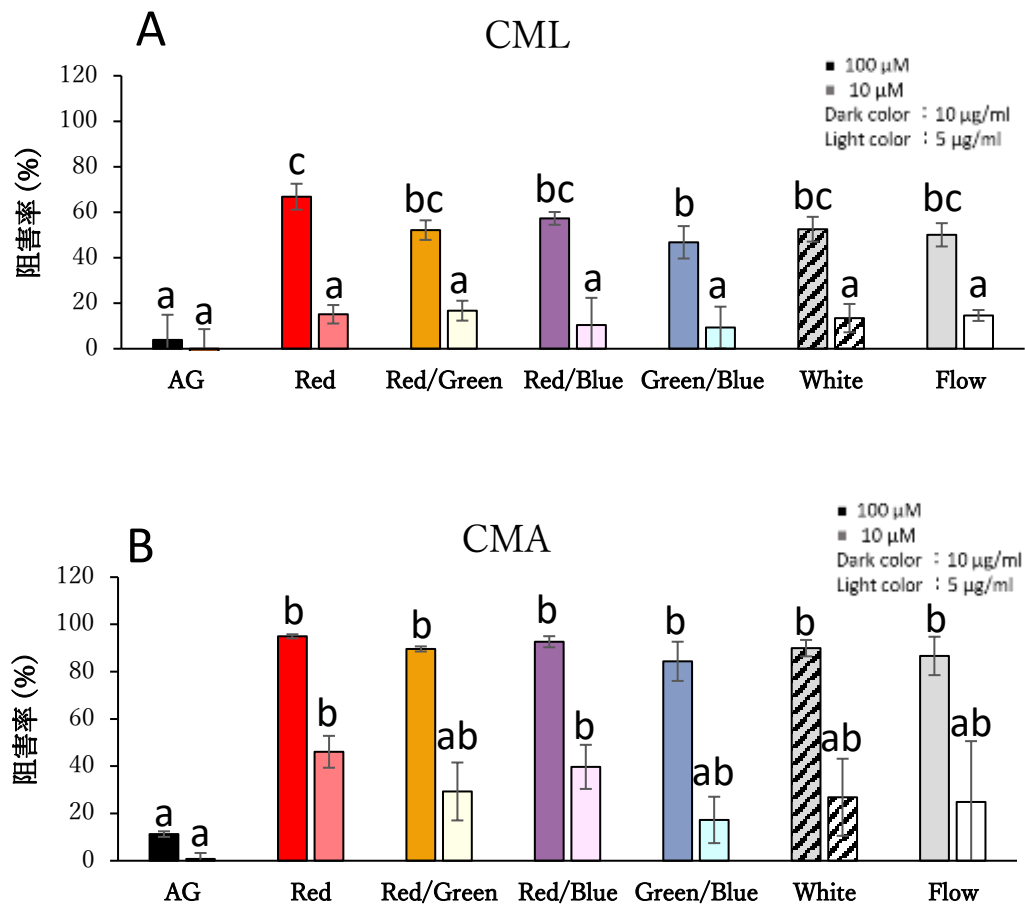 A
CML
■ 100 µM
■ 10 µM
Dark color ：10 µg/ml
Light color ：5 µg/ml
120
100
80
60
40
20
0
阻害率 (%)
a a c a bc a bc a b a bc a bc a
AG Red Red/Green Red/Blue Green/Blue White Flow
B
CMA
■ 100 µM
■ 10 µM
Dark color ：10 µg/ml
Light color ：5 µg/ml
120
100
80
60
40
20
0
阻害率 (%)
a a b b b ab b b b ab b ab b ab
AG Red Red/Green Red/Blue Green/Blue White Flow